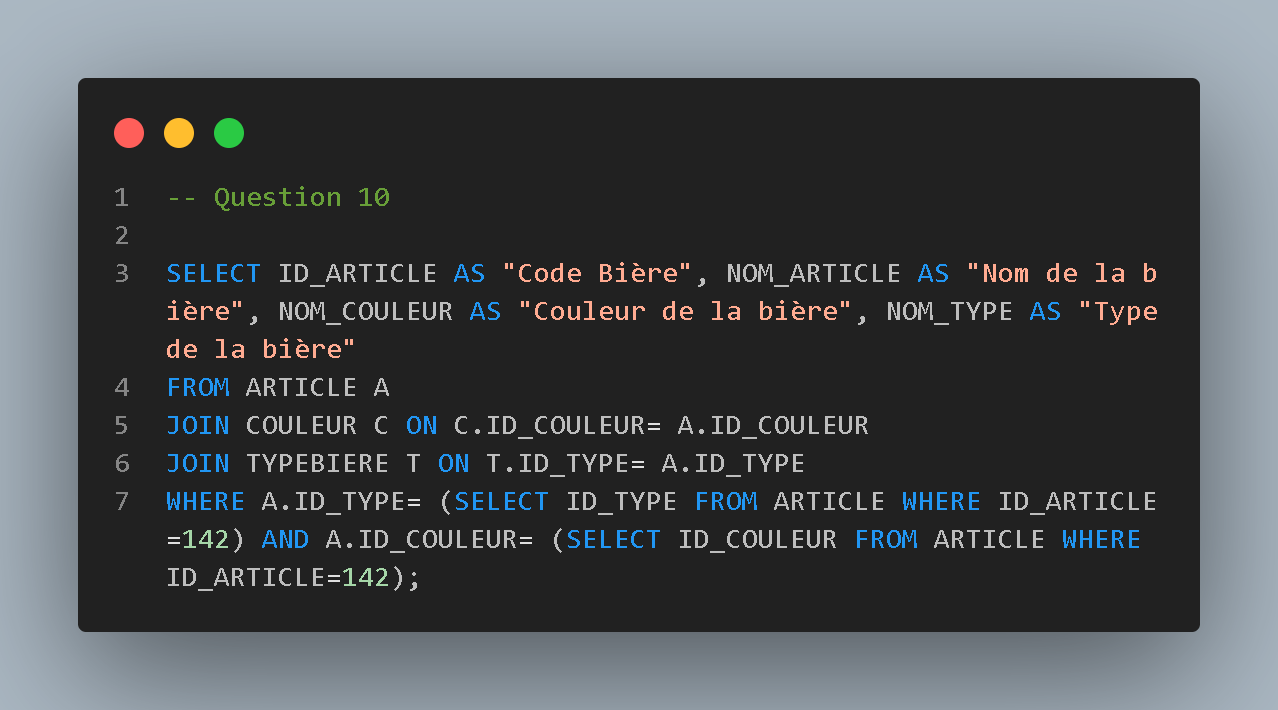 1 -- Question 10
2
3 SELECT ID_ARTICLE AS "Code Bière", NOM_ARTICLE AS "Nom de la b
ière", NOM_COULEUR AS "Couleur de la bière", NOM_TYPE AS "Type
de la bière"
4 FROM ARTICLE A
5 JOIN COULEUR C ON C.ID_COULEUR= A.ID_COULEUR
6 JOIN TYPEBIERE T ON T.ID_TYPE= A.ID_TYPE
7 WHERE A.ID_TYPE= (SELECT ID_TYPE FROM ARTICLE WHERE ID_ARTICLE
=142) AND A.ID_COULEUR= (SELECT ID_COULEUR FROM ARTICLE WHERE
ID_ARTICLE=142);